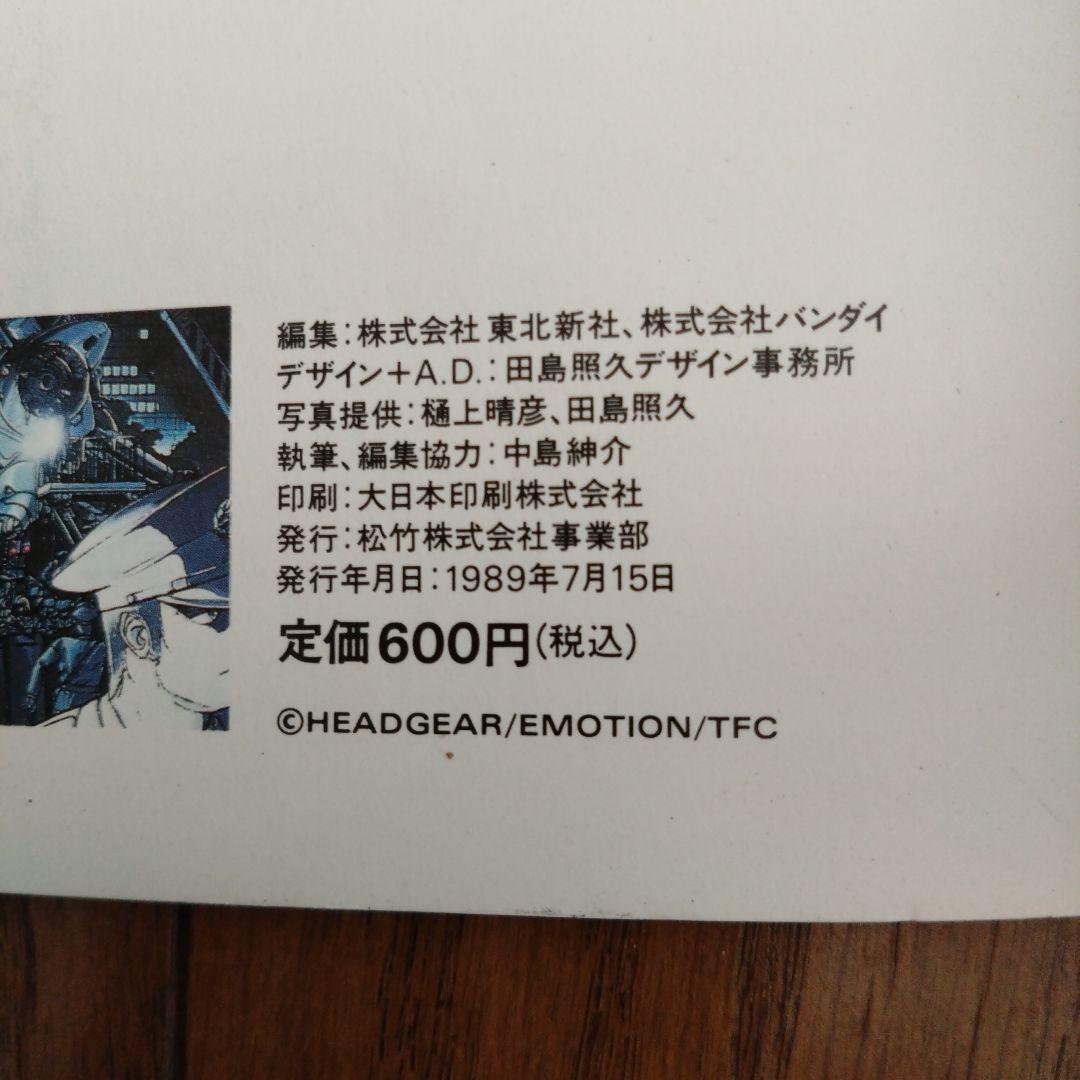 編集:株式会社 東北新社、株式会社バンダイ
デザイン+A.D.:田島照久デザイン事務所
写真提供:樋上晴彦、田島照久
執筆、編集協力:中島紳介
印刷:大日本印刷株式会社
発行:松竹株式会社事業部
発行年月日:1989年7月15日
定価600円(税込)
©HEADGEAR/EMOTION/TFC